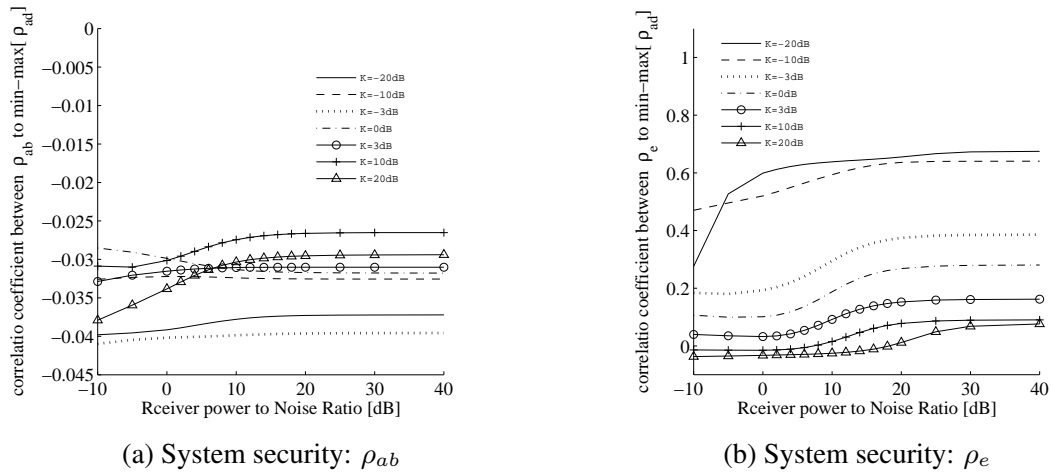 correlatio coefficient between ρab to min−max[ ρad]
0
−0.005
−0.01
−0.015
−0.02
−0.025
−0.03
−0.035
−0.04
−0.045
K=−20dB
K=−10dB
K=−3dB
K=0dB
K=3dB
K=10dB
K=20dB
−10 0 10 20 30 40
Rceiver power to Noise Ratio [dB]
(a) System security: ρab
correlatio coefficient between ρe to min−max[ ρad]
1
0.8
0.6
0.4
0.2
0
K=−20dB
K=−10dB
K=−3dB
K=0dB
K=3dB
K=10dB
K=20dB
−10 0 10 20 30 40
Rceiver power to Noise Ratio [dB]
(b) System security: ρe